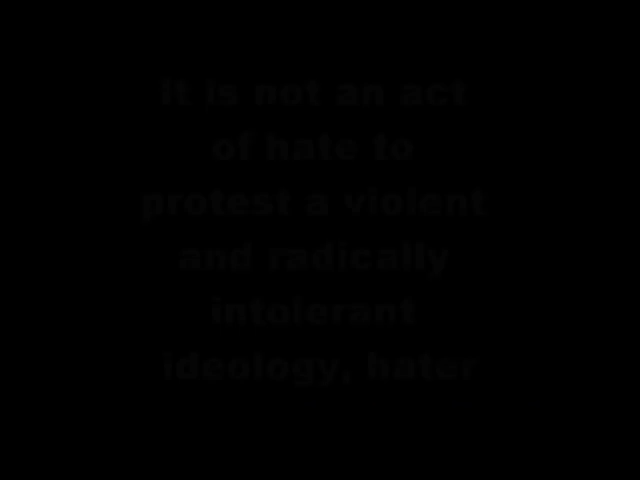 It is not an act
of hate to
protest a violent
and radically
intolerant
ideology, hater